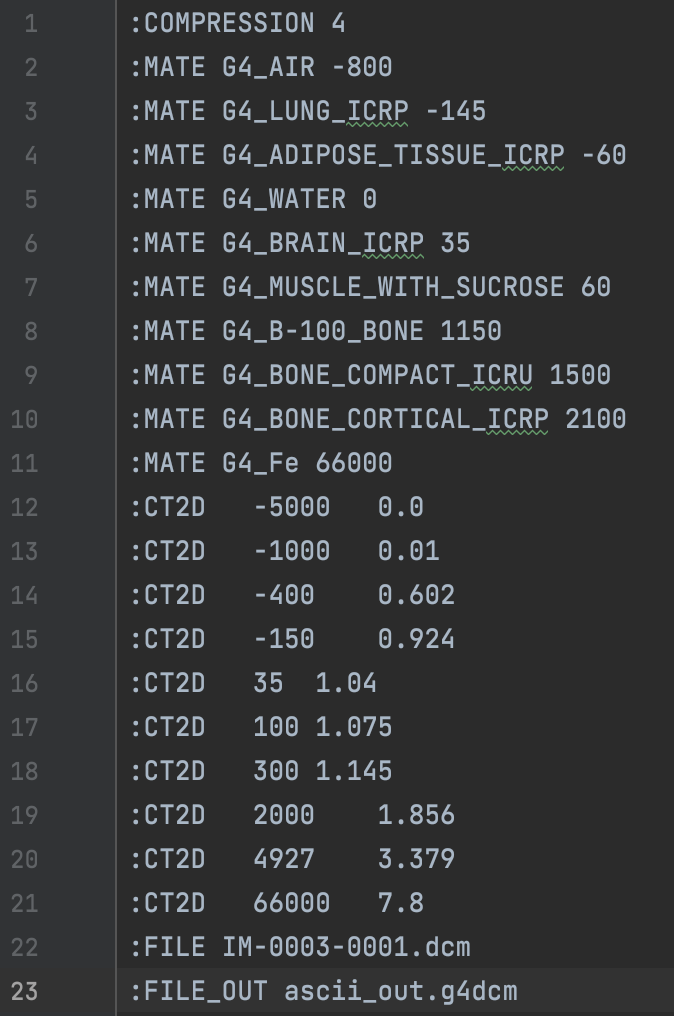 1 :COMPRESSION 4
2 :MATE G4_AIR -800
3 :MATE G4_LUNG_ICRP -145
4 :MATE G4_ADIPOSE_TISSUE_ICRP -60
5 :MATE G4_WATER 0
6 :MATE G4_BRAIN_ICRP 35
7 :MATE G4_MUSCLE_WITH_SUCROSE 60
8 :MATE G4_B-100_BONE 1150
9 :MATE G4_BONE_COMPACT_ICRU 1500
10 :MATE G4_BONE_CORTICAL_ICRP 2100
11 :MATE G4_Fe 66000
12 :CT2D   -5000   0.0
13 :CT2D   -1000   0.01
14 :CT2D   -400    0.602
15 :CT2D   -150    0.924
16 :CT2D   35  1.04
17 :CT2D   100 1.075
18 :CT2D   300 1.145
19 :CT2D   2000    1.856
20 :CT2D   4927    3.379
21 :CT2D   66000   7.8
22 :FILE IM-0003-0001.dcm
23 :FILE_OUT ascii_out.g4dcm